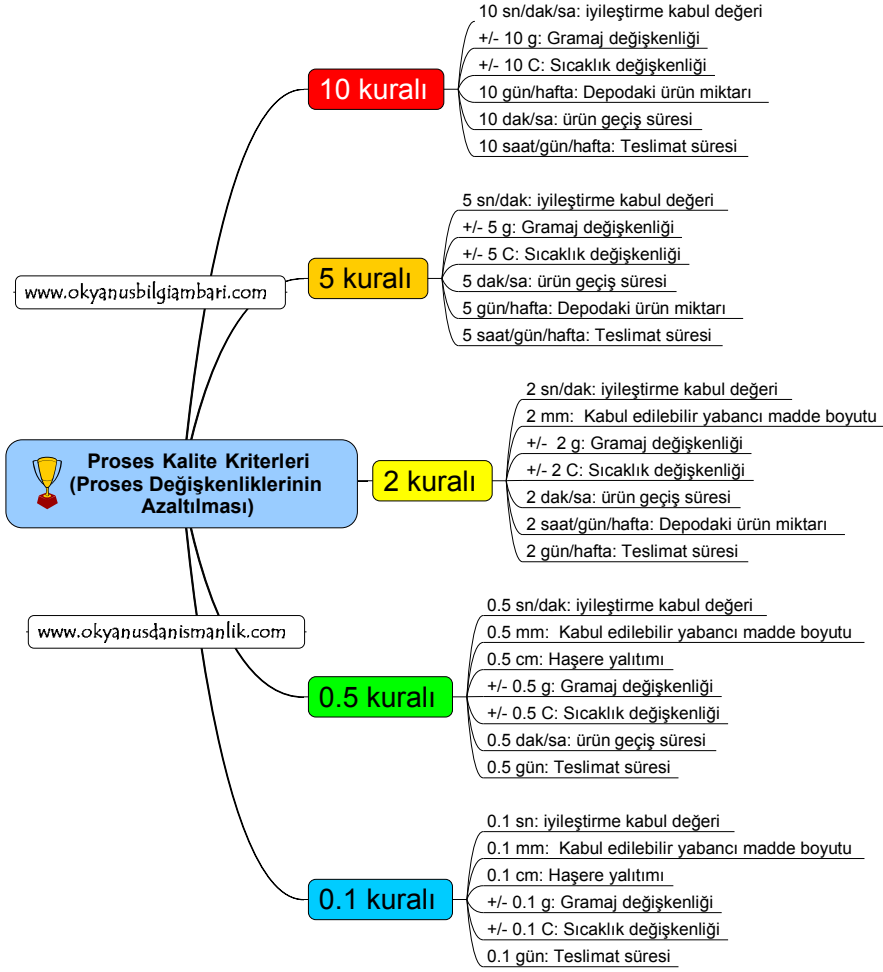 10 sn/dak/sa: iyileştirme kabul değeri
+/- 10 g: Gramaj değişkenliği
+/- 10 C: Sıcaklık değişkenliği
10 kuralı
10 gün/hafta: Depodaki ürün miktarı
10 dak/sa: ürün geçiş süresi
10 saat/gün/hafta: Teslimat süresi
5 sn/dak: iyileştirme kabul değeri
+/- 5 g: Gramaj değişkenliği
+/- 5 C: Sıcaklık değişkenliği
5 kuralı
5 dak/sa: ürün geçiş süresi
5 gün/hafta: Depodaki ürün miktarı
5 saat/gün/hafta: Teslimat süresi
www.okyanusbilgiambari.com
2 sn/dak: iyileştirme kabul değeri
2 mm:  Kabul edilebilir yabancı madde boyutu
+/-  2 g: Gramaj değişkenliği
+/- 2 C: Sıcaklık değişkenliği
Proses Kalite Kriterleri
(Proses Değişkenliklerinin
Azaltılması)
2 kuralı
2 dak/sa: ürün geçiş süresi
2 saat/gün/hafta: Depodaki ürün miktarı
2 gün/hafta: Teslimat süresi
www.okyanusdanismanlik.com
0.5 sn/dak: iyileştirme kabul değeri
0.5 mm:  Kabul edilebilir yabancı madde boyutu
0.5 cm: Haşere yalıtımı
0.5 kuralı
+/- 0.5 g: Gramaj değişkenliği
+/- 0.5 C: Sıcaklık değişkenliği
0.5 dak/sa: ürün geçiş süresi
0.5 gün: Teslimat süresi
0.1 sn: iyileştirme kabul değeri
0.1 mm:  Kabul edilebilir yabancı madde boyutu
0.1 cm: Haşere yalıtımı
0.1 kuralı
+/- 0.1 g: Gramaj değişkenliği
+/- 0.1 C: Sıcaklık değişkenliği
0.1 gün: Teslimat süresi